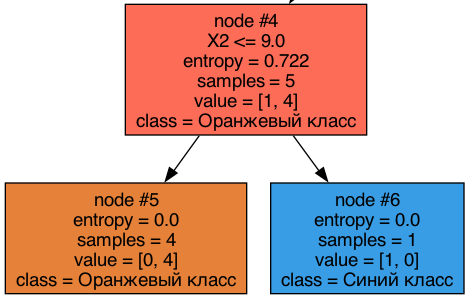 node #4
X2 <= 9.0
entropy = 0.722
samples = 5
value = [1, 4]
class = Оранжевый класс
node #5
entropy = 0.0
samples = 4
value = [0, 4]
class = Оранжевый класс
node #6
entropy = 0.0
samples = 1
value = [1, 0]
class = Синий класс